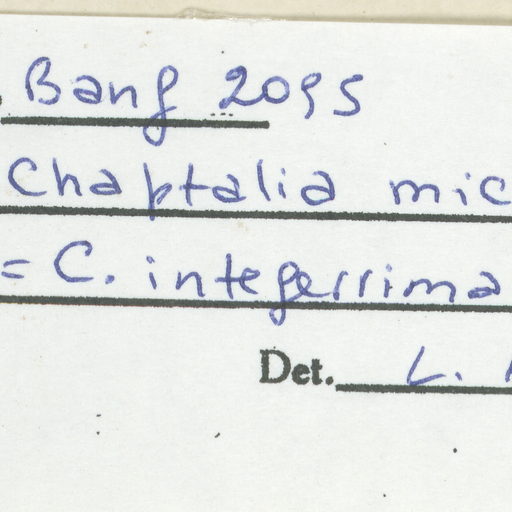 Bang 2095
Chaptalia mic
= C. integerrima
Det. L.